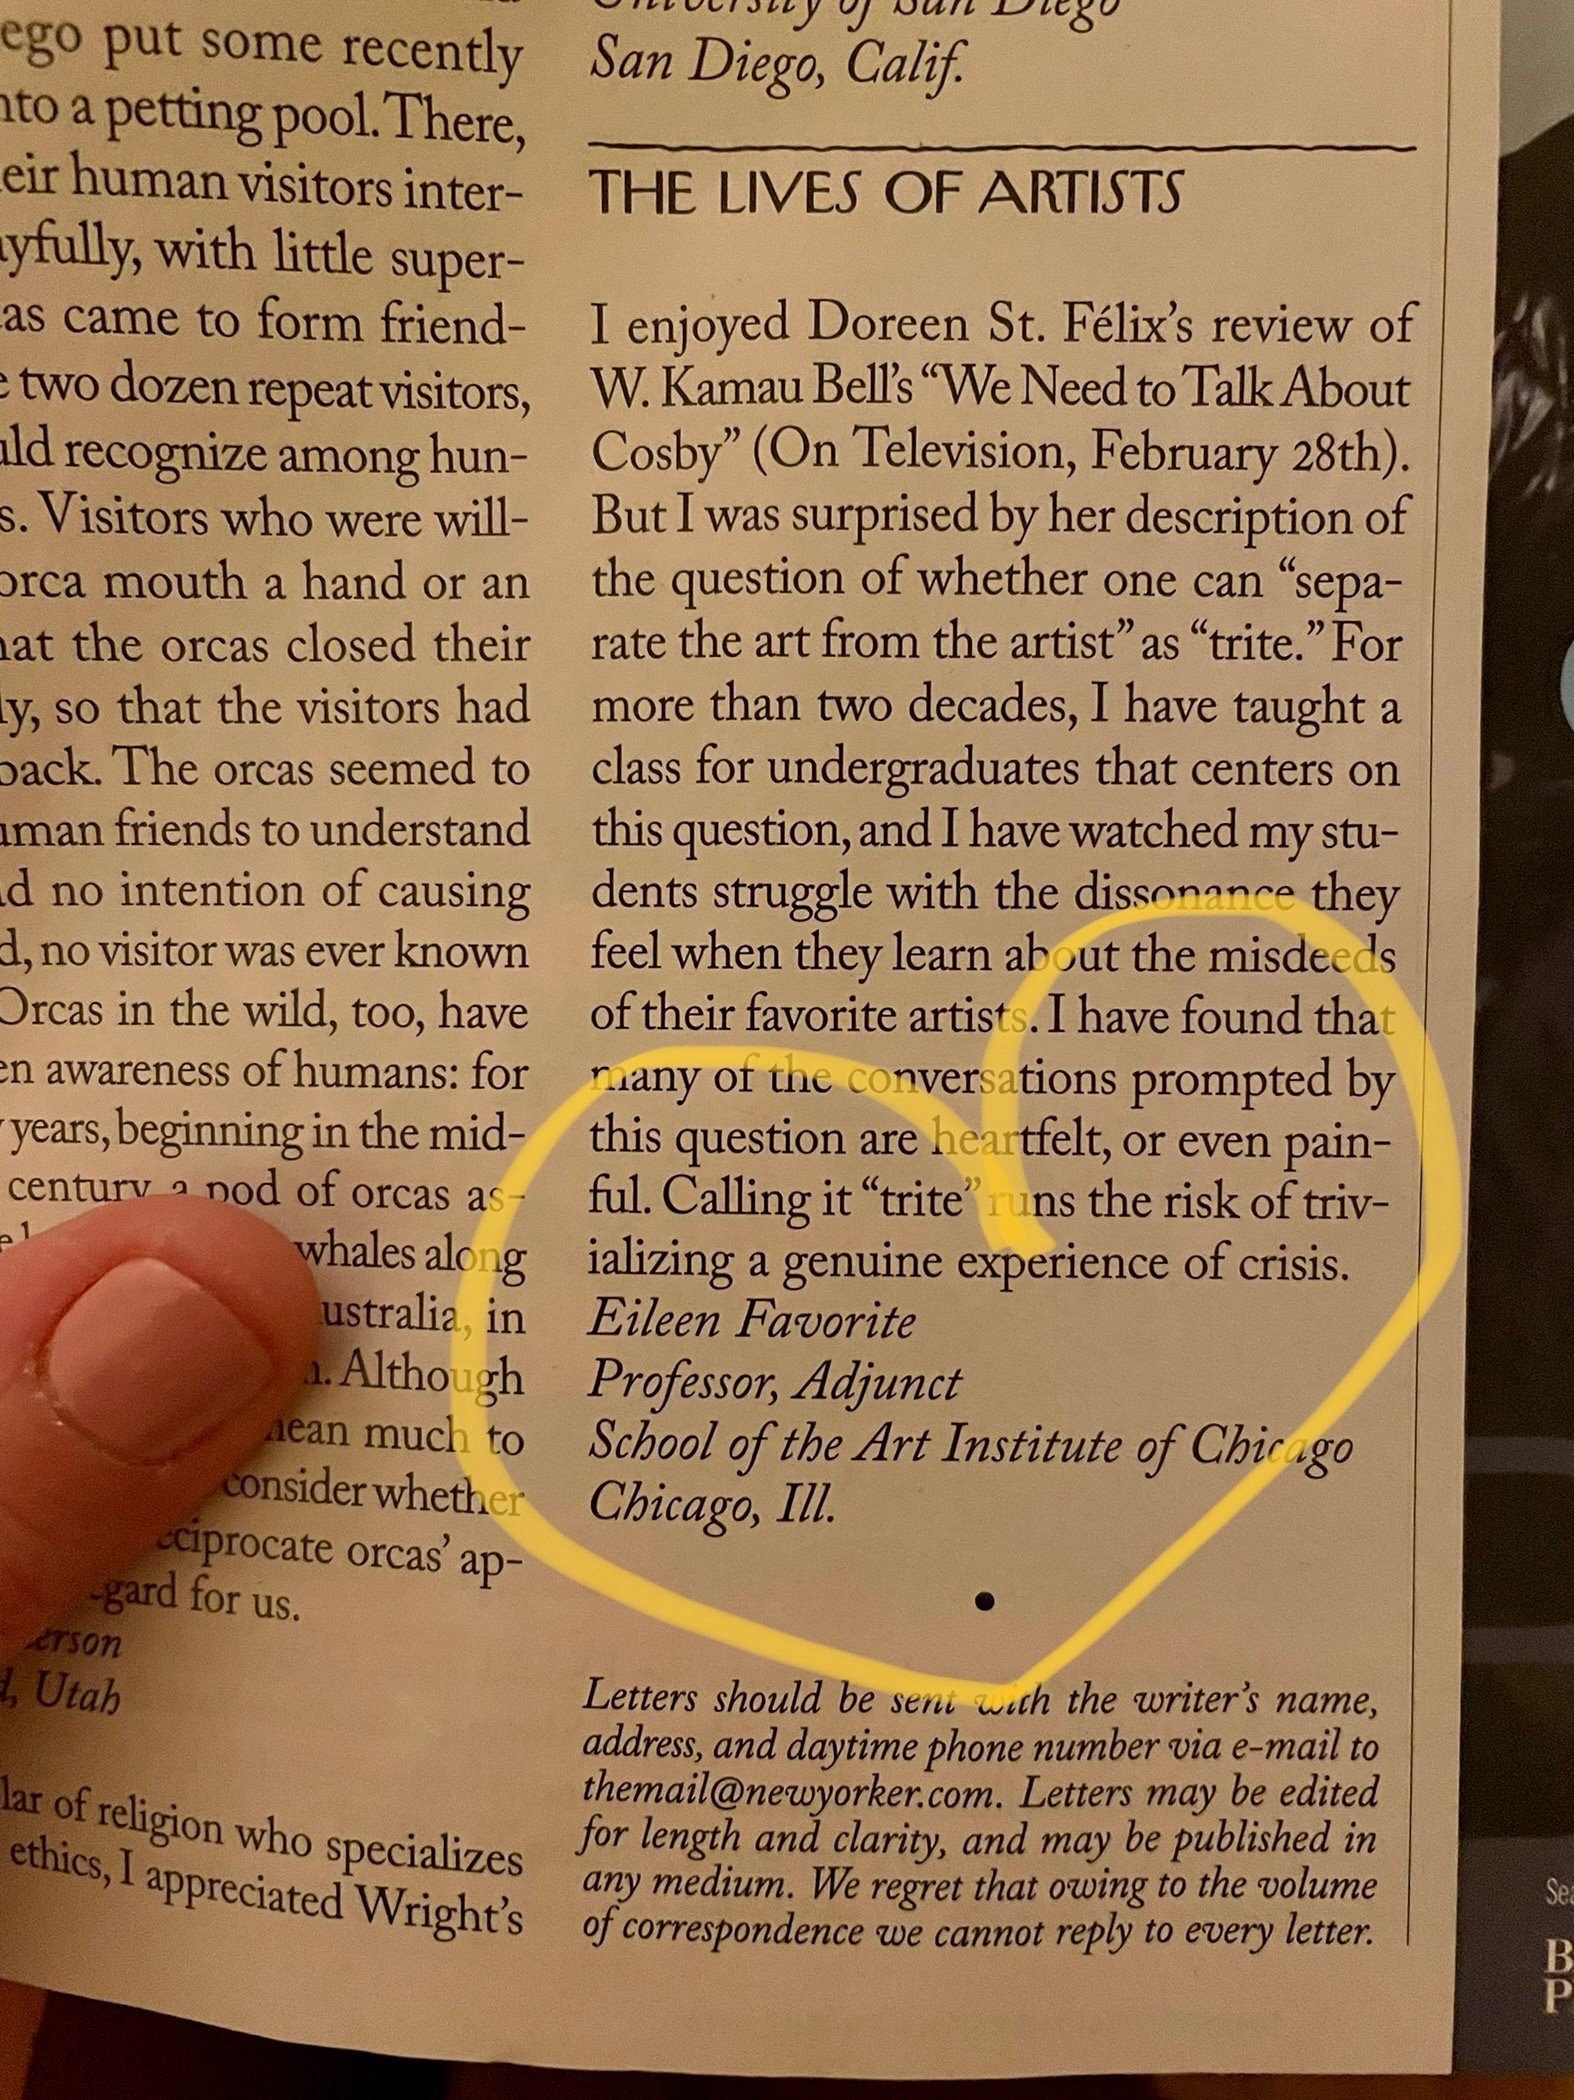 ego put some recently
to a petting pool. There,
eir human visitors inter-
yfully, with little super-
as came to form friend-
two dozen repeat visitors,
uld recognize among hun-
s. Visitors who were will-
orca mouth a hand or an
at the orcas closed their
ly, so that the visitors had
back. The orcas seemed to
uman friends to understand
d no intention of causing
d, no visitor was ever known
Orcas in the wild, too, have
en awareness of humans: for
years, beginning in the mid-
century, a pod of orcas as-
whales along
ustralia, in
Although
mean much to
consider whether
eciprocate orcas' ap-
gard for us.
erson
Utah
lar of religion who specializes
ethics, I appreciated Wright's
University of San Diego
San Diego, Calif.
THE LIVES OF ARTISTS
I enjoyed Doreen St. Félix's review of
W. Kamau Bell's “We Need to Talk About
Cosby” (On Television, February 28th).
But I was surprised by her description of
the question of whether one can “sepa-
rate the art from the artist” as “trite.” For
more than two decades, I have taught a
class for undergraduates that centers on
this question, and I have watched my stu-
dents struggle with the dissonance they
feel when they learn about the misdeeds
of their favorite artists. I have found that
many of the conversations prompted by
this question are heartfelt, or even pain-
ful. Calling it “trite” runs the risk of triv-
ializing a genuine experience of crisis.
Eileen Favorite
Professor, Adjunct
School of the Art Institute of Chicago
Chicago, Ill.
Letters should be sent with the writer's name,
address, and daytime phone number via e-mail to
themail@newyorker.com. Letters may be edited
for length and clarity, and may be published in
any medium. We regret that owing to the volume
of correspondence we cannot reply to every letter.